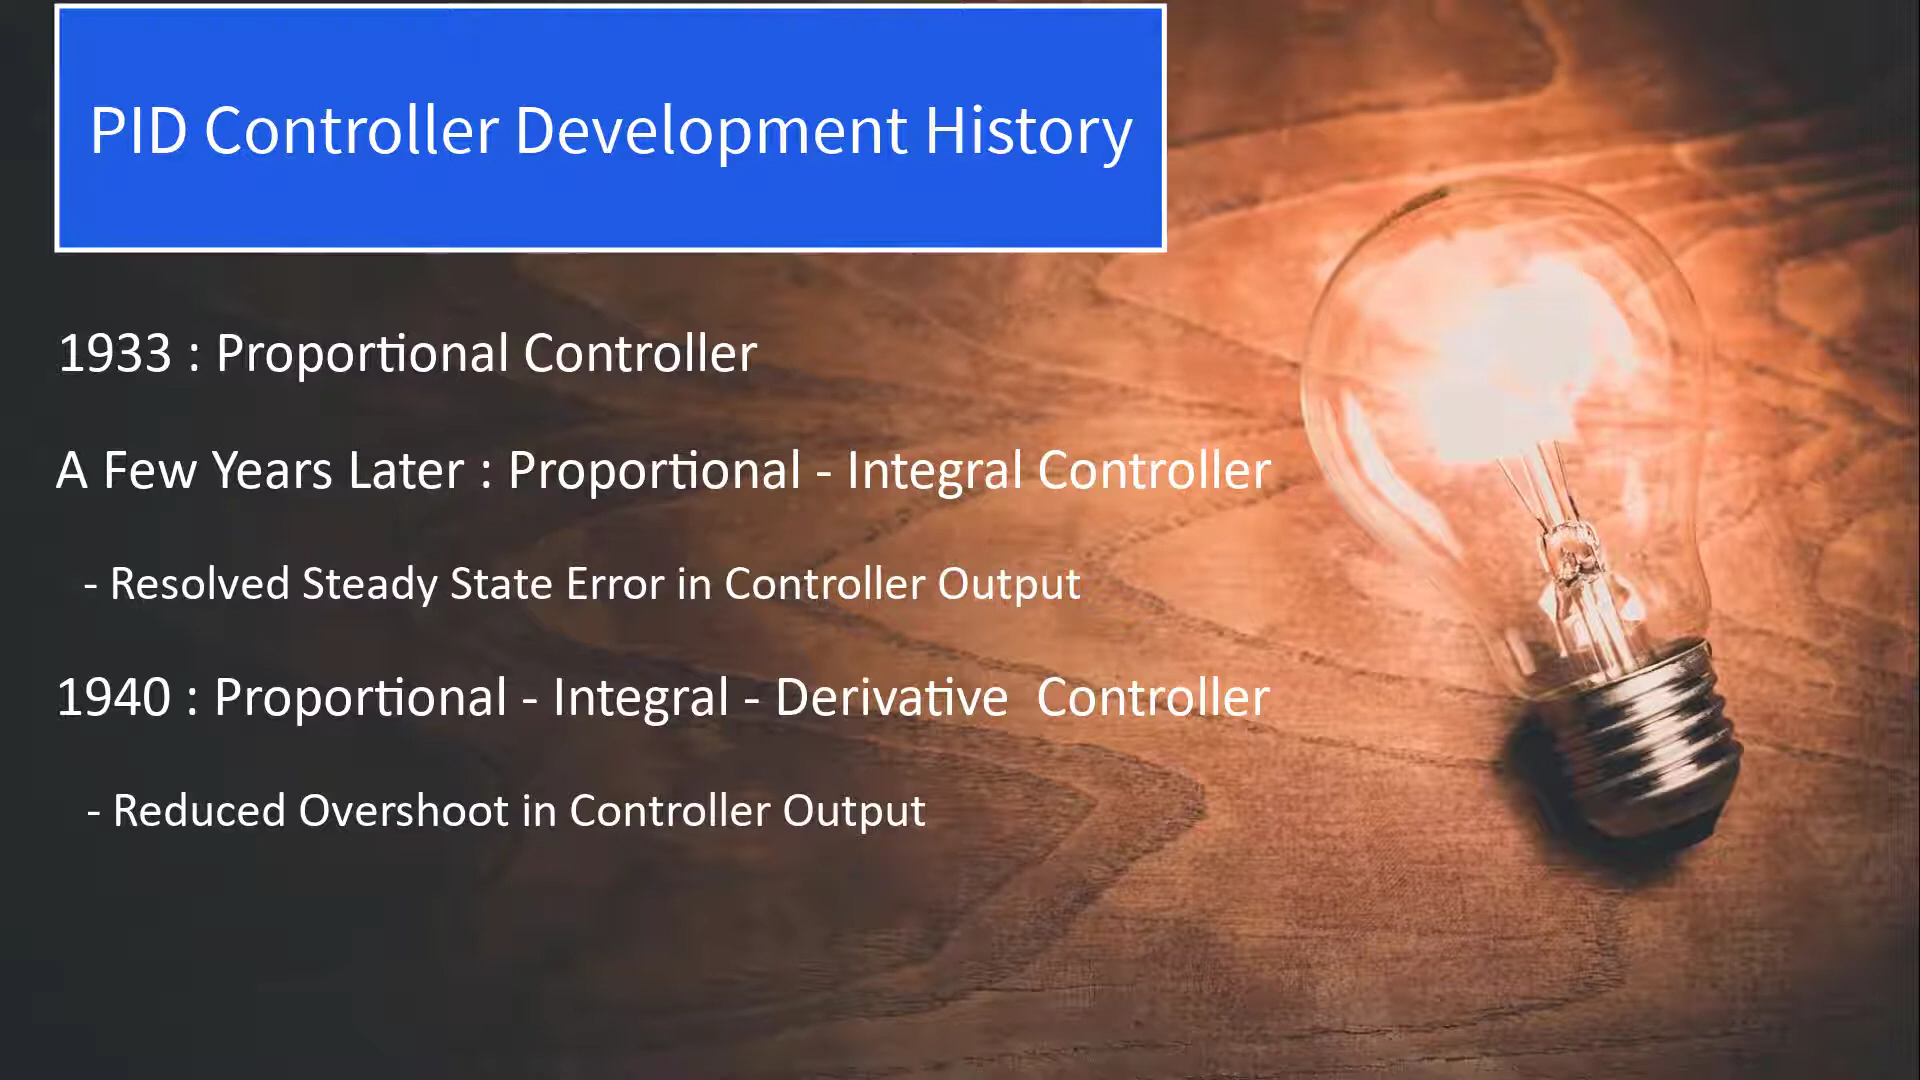 PID Controller Development History
1933 : Proportional Controller
A Few Years Later : Proportional - Integral Controller
- Resolved Steady State Error in Controller Output
1940 : Proportional - Integral - Derivative  Controller
- Reduced Overshoot in Controller Output